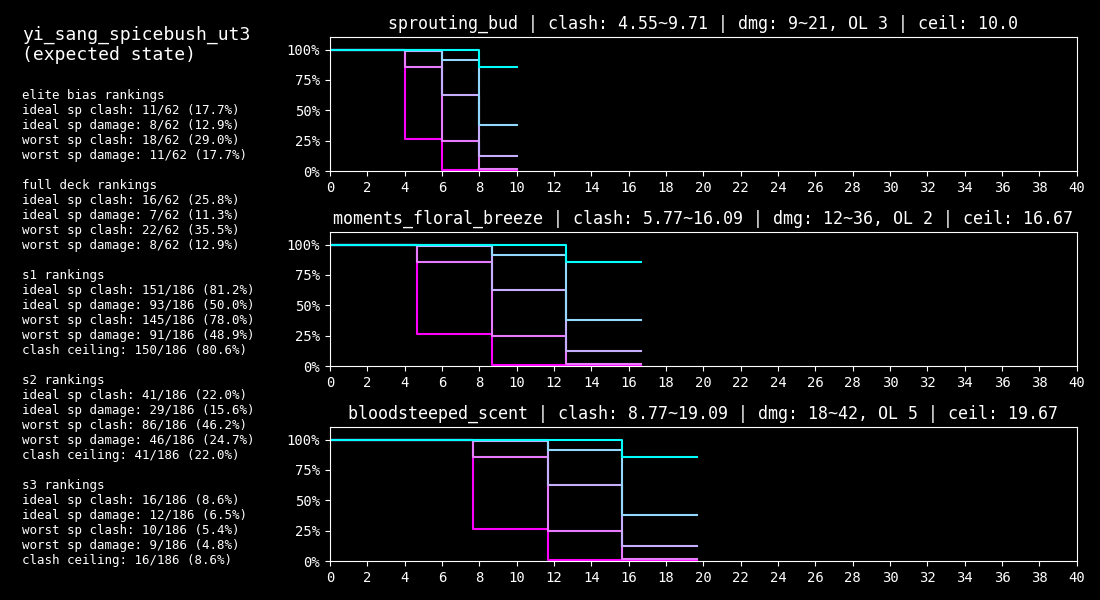 yi_sang_spicebush_ut3
(expected state)
elite bias rankings
ideal sp clash: 11/62 (17.7%)
ideal sp damage: 8/62 (12.9%)
worst sp clash: 18/62 (29.0%)
worst sp damage: 11/62 (17.7%)
full deck rankings
ideal sp clash: 16/62 (25.8%)
ideal sp damage: 7/62 (11.3%)
worst sp clash: 22/62 (35.5%)
worst sp damage: 8/62 (12.9%)
s1 rankings
ideal sp clash: 151/186 (81.2%)
ideal sp damage: 93/186 (50.0%)
worst sp clash: 145/186 (78.0%)
worst sp damage: 91/186 (48.9%)
clash ceiling: 150/186 (80.6%)
s2 rankings
ideal sp clash: 41/186 (22.0%)
ideal sp damage: 29/186 (15.6%)
worst sp clash: 86/186 (46.2%)
worst sp damage: 46/186 (24.7%)
clash ceiling: 41/186 (22.0%)
s3 rankings
ideal sp clash: 16/186 (8.6%)
ideal sp damage: 12/186 (6.5%)
worst sp clash: 10/186 (5.4%)
worst sp damage: 9/186 (4.8%)
clash ceiling: 16/186 (8.6%)
sprouting_bud | clash: 4.55~9.71 | dmg: 9~21, OL 3 | ceil: 10.0
100%
75%
50%
25%
0%
0 2 4 6 8 10 12 14 16 18 20 22 24 26 28 30 32 34 36 38 40
moments_floral_breeze | clash: 5.77~16.09 | dmg: 12~36, OL 2 | ceil: 16.67
100%
75%
50%
25%
0%
0 2 4 6 8 10 12 14 16 18 20 22 24 26 28 30 32 34 36 38 40
bloodsteeped_scent | clash: 8.77~19.09 | dmg: 18~42, OL 5 | ceil: 19.67
100%
75%
50%
25%
0%
0 2 4 6 8 10 12 14 16 18 20 22 24 26 28 30 32 34 36 38 40